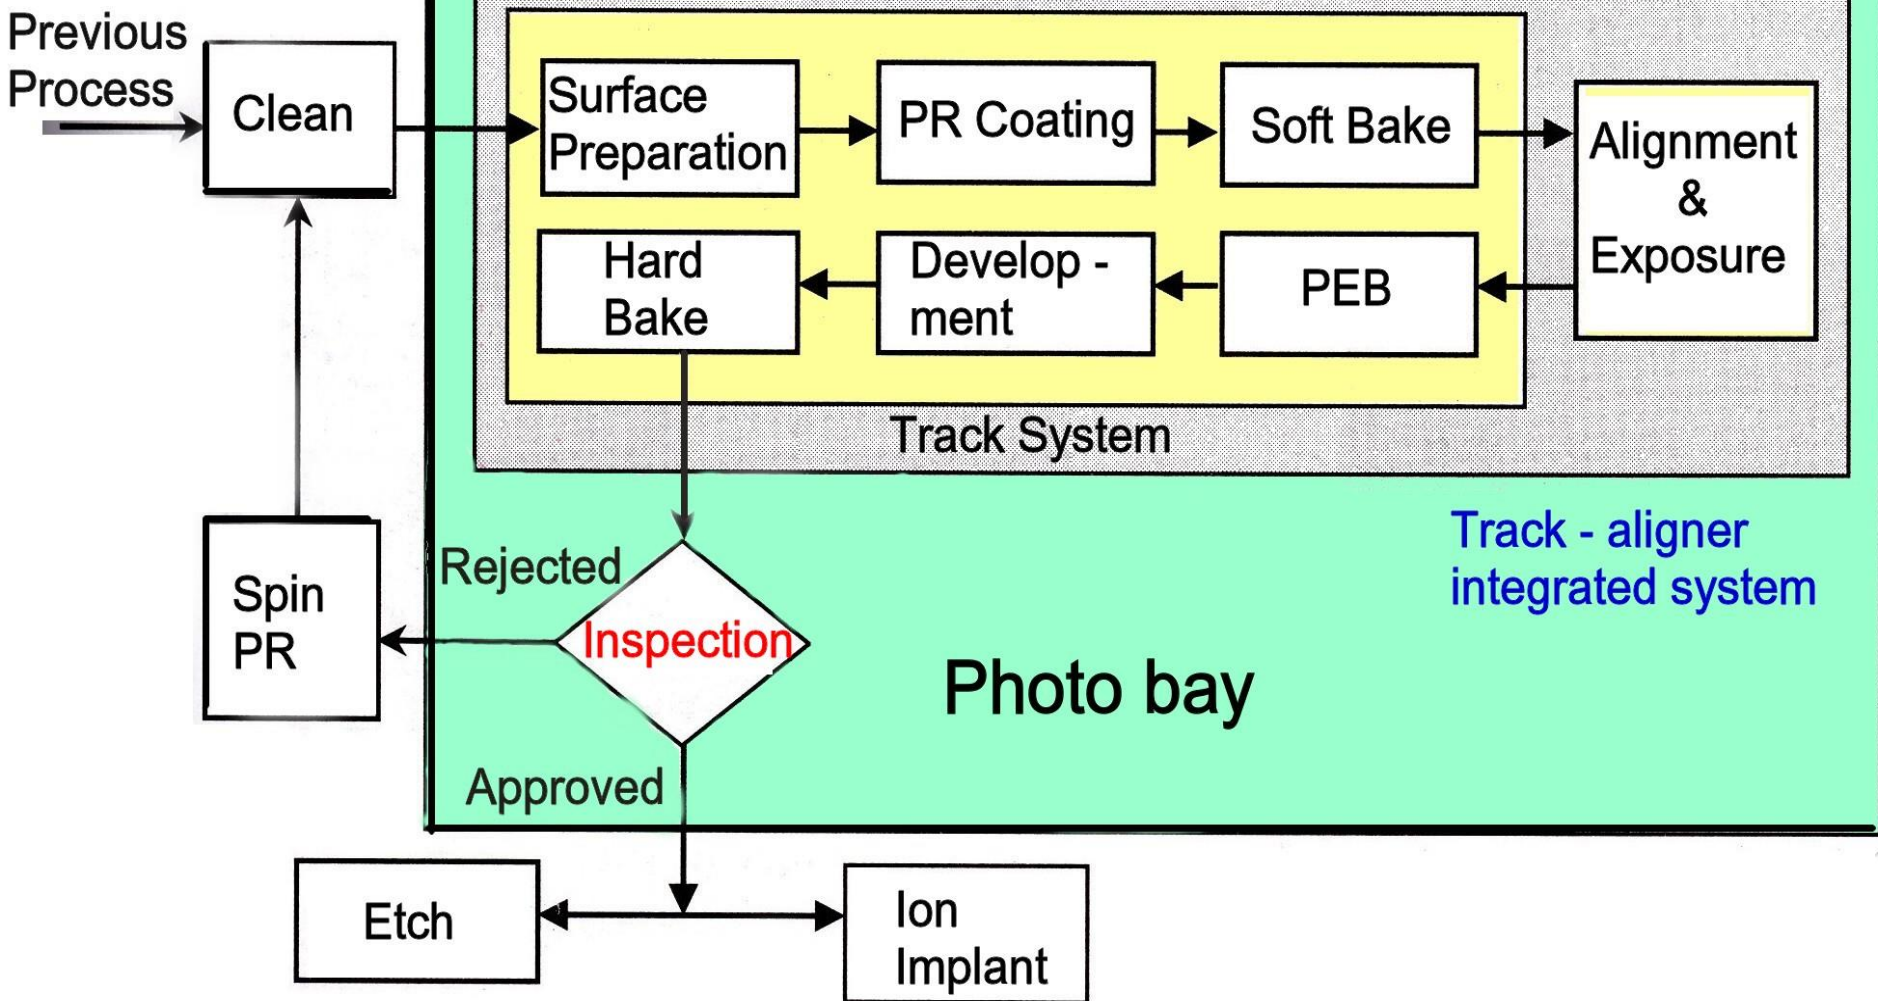 Previous
Process
Clean
Surface
Preparation
PR Coating
Soft Bake
Alignment
&
Exposure
Hard
Bake
Develop -
ment
PEB
Track System
Track - aligner
integrated system
Rejected
Spin
PR
Inspection
Photo bay
Approved
Etch
Ion
Implant